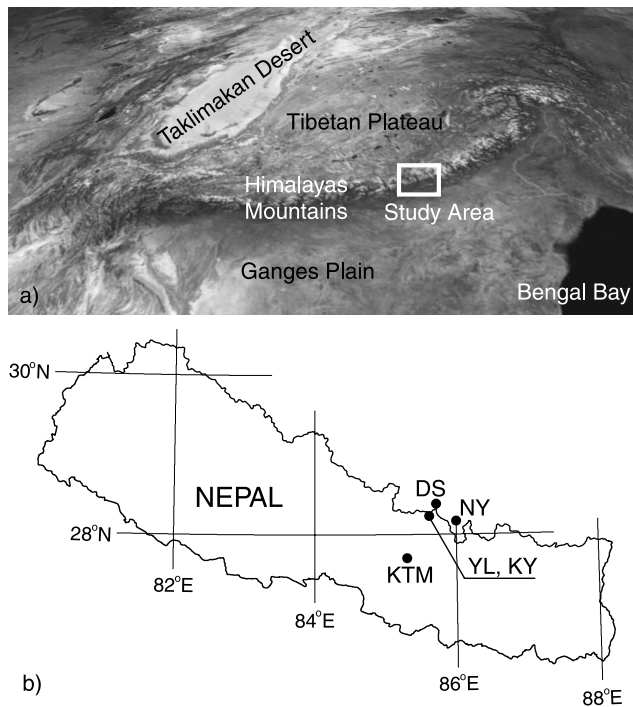 Taklimakan Desert
Tibetan Plateau
Himalayas
Mountains
Study Area
Ganges Plain
a)
Bengal Bay
30°N
DS
NEPAL
NY
28°N
YL, KY
KTM
82°E
84°E
b)
86°E
88°E